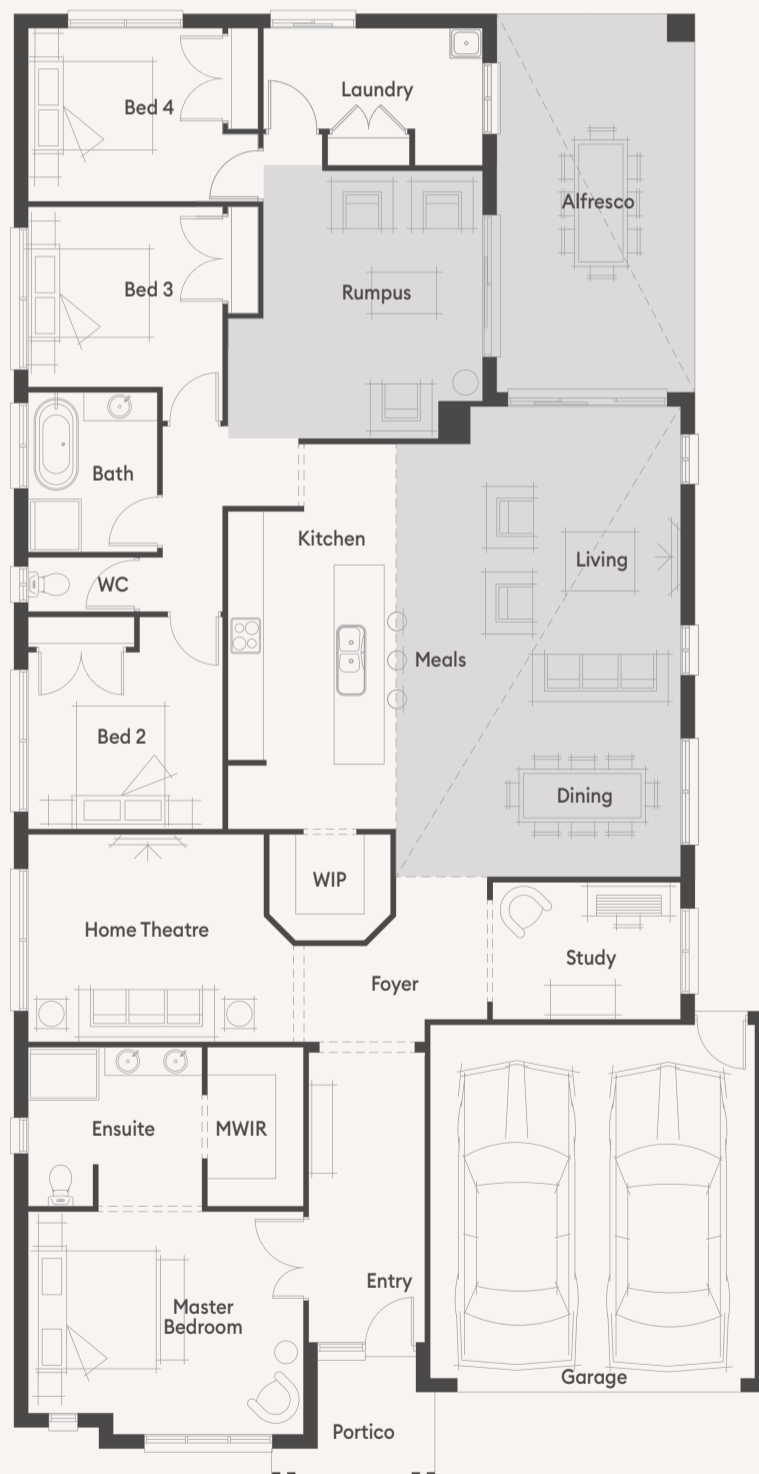 Bed 4
Laundry
Alfresco
Bed 3
Rumpus
Bath
Kitchen
Living
WC
Meals
Bed 2
Dining
WIP
Home Theatre
Study
Foyer
Ensuite
MWIR
Entry
Master
Bedroom
Garage
Portico